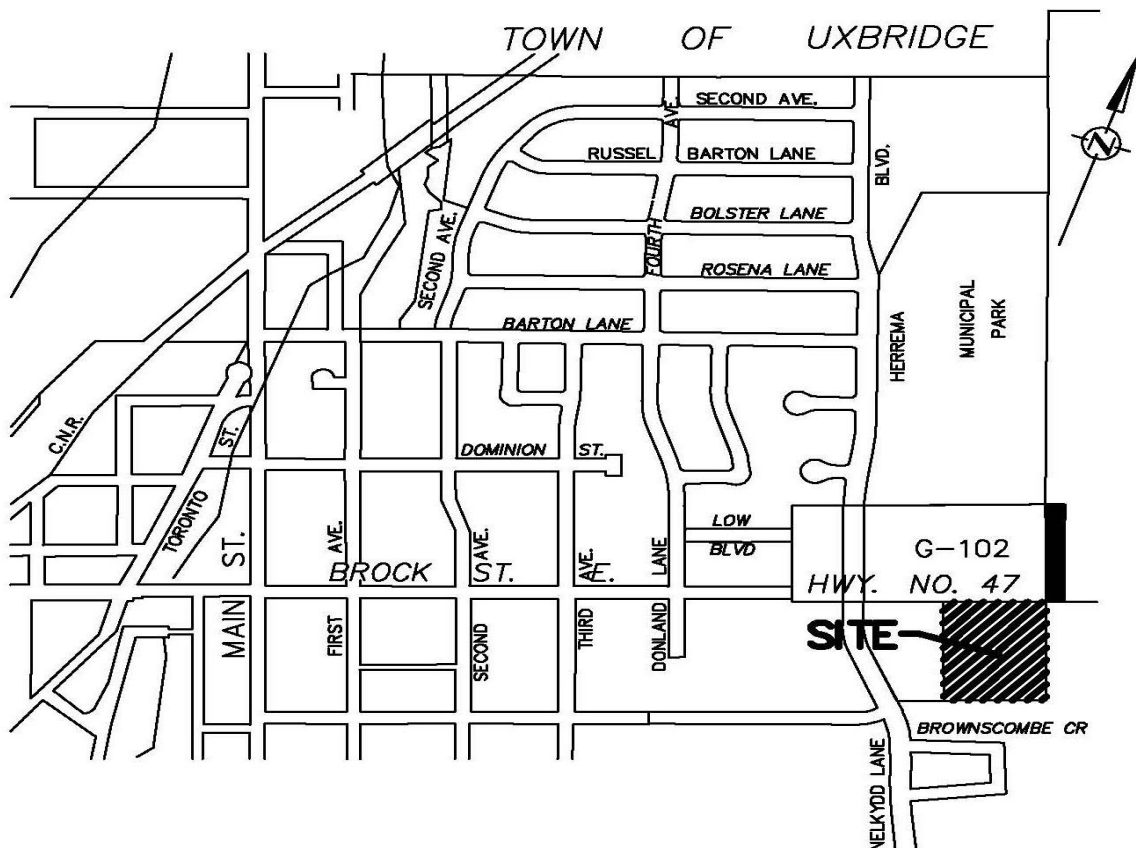 TOWN OF UXBRIDGE
SECOND AVE.
AVE.
RUSSEL BARTON LANE
BLVD.
N
BOLSTER LANE
SECOND AVE.
FOURTH
ROSENA LANE
BARTON LANE
HERREMA
MUNICIPAL
PARK
C.N.R.
TORONTO
ST.
DOMINION ST.
LOW
BLVD
G-102
MAIN
ST.
FIRST
AVE.
SECOND
AVE.
THIRD
AVE.
DONLAND
LANE
BROCK ST. E.
HWY. NO. 47
SITE
BROWNSCOMBE CR
NELKYDD LANE